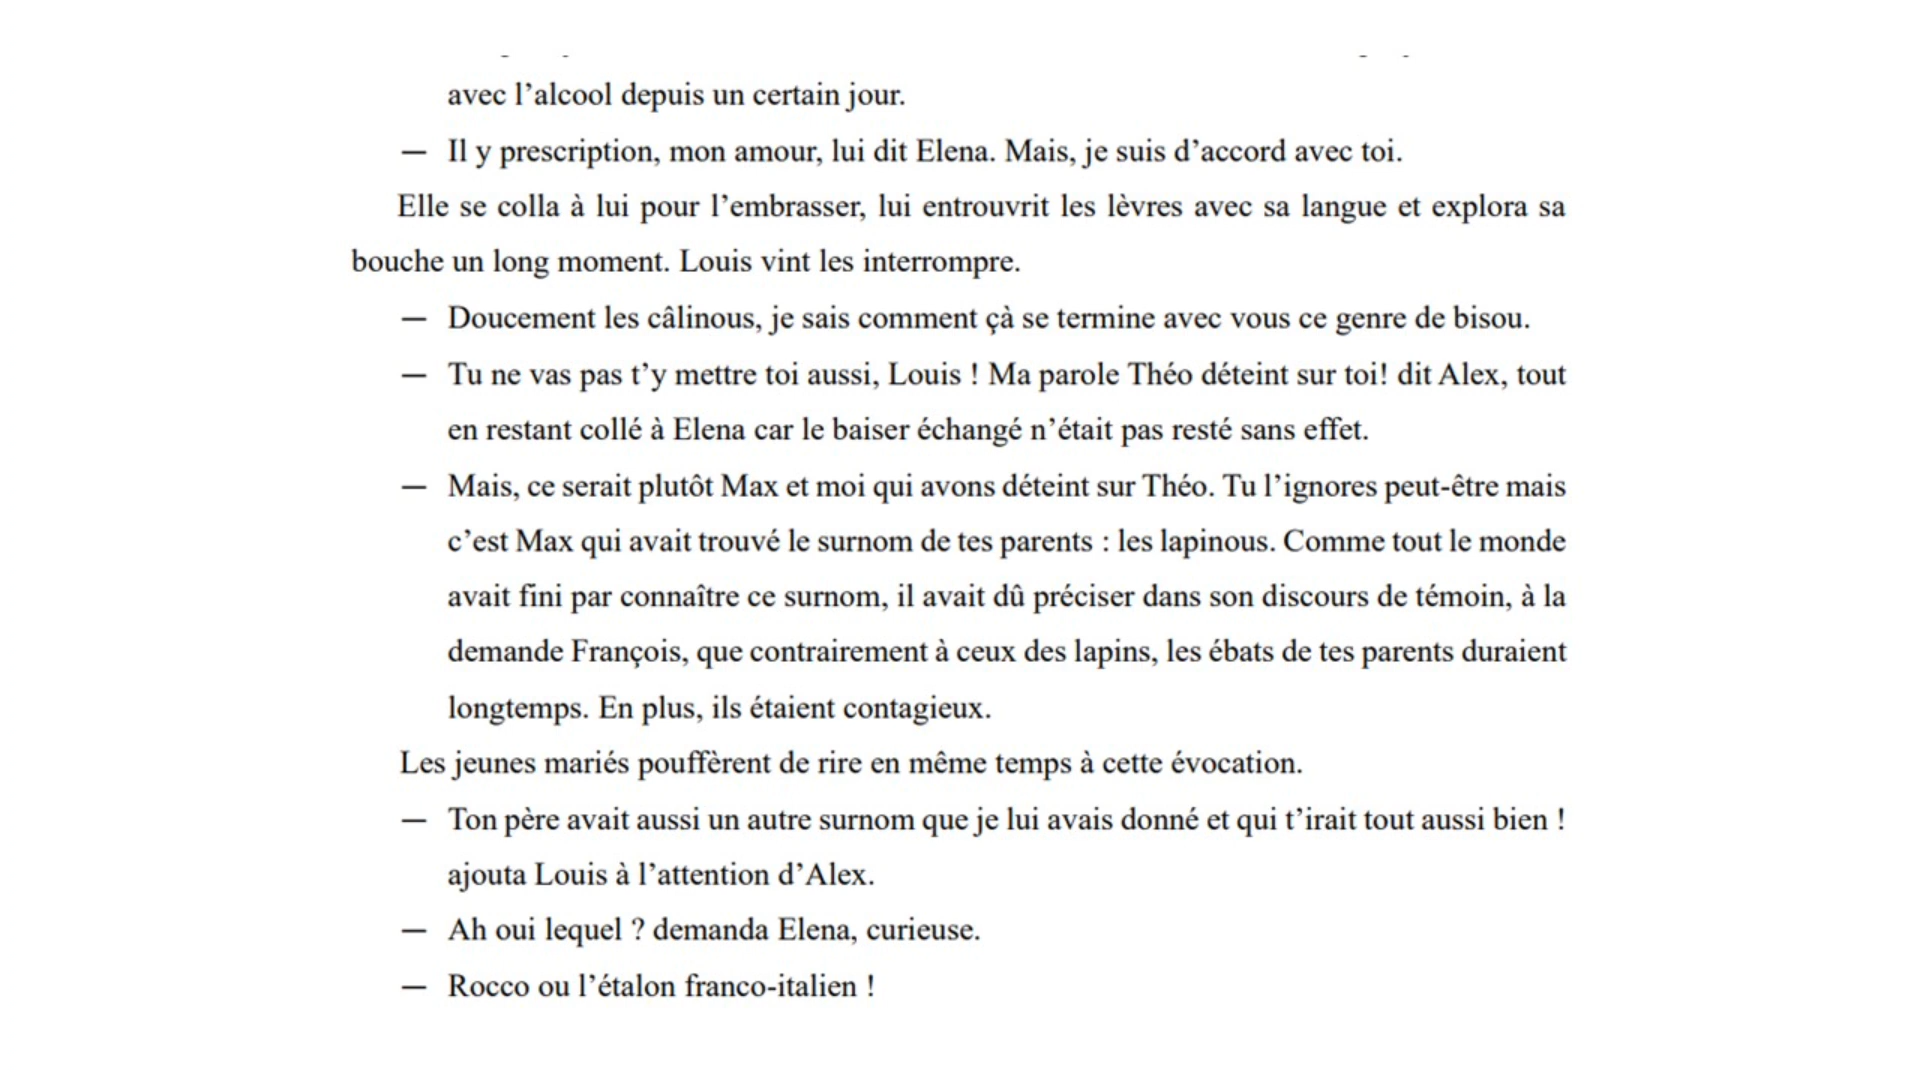 avec l’alcool depuis un certain jour.
— Il y prescription, mon amour, lui dit Elena. Mais, je suis d’accord avec toi.
Elle se colla à lui pour l’embrasser, lui entrouvrit les lèvres avec sa langue et explora sa
bouche un long moment. Louis vint les interrompre.
— Doucement les câlinous, je sais comment çà se termine avec vous ce genre de bisou.
— Tu ne vas pas t’y mettre toi aussi, Louis ! Ma parole Théo déteint sur toi! dit Alex, tout
en restant collé à Elena car le baiser échangé n’était pas resté sans effet.
— Mais, ce serait plutôt Max et moi qui avons déteint sur Théo. Tu l’ignores peut-être mais
c’est Max qui avait trouvé le surnom de tes parents : les lapinous. Comme tout le monde
avait fini par connaître ce surnom, il avait dû préciser dans son discours de témoin, à la
demande François, que contrairement à ceux des lapins, les ébats de tes parents duraient
longtemps. En plus, ils étaient contagieux.
Les jeunes mariés pouffèrent de rire en même temps à cette évocation.
— Ton père avait aussi un autre surnom que je lui avais donné et qui t’irait tout aussi bien !
ajouta Louis à l’attention d’Alex.
— Ah oui lequel ? demanda Elena, curieuse.
— Rocco ou l’étalon franco-italien !